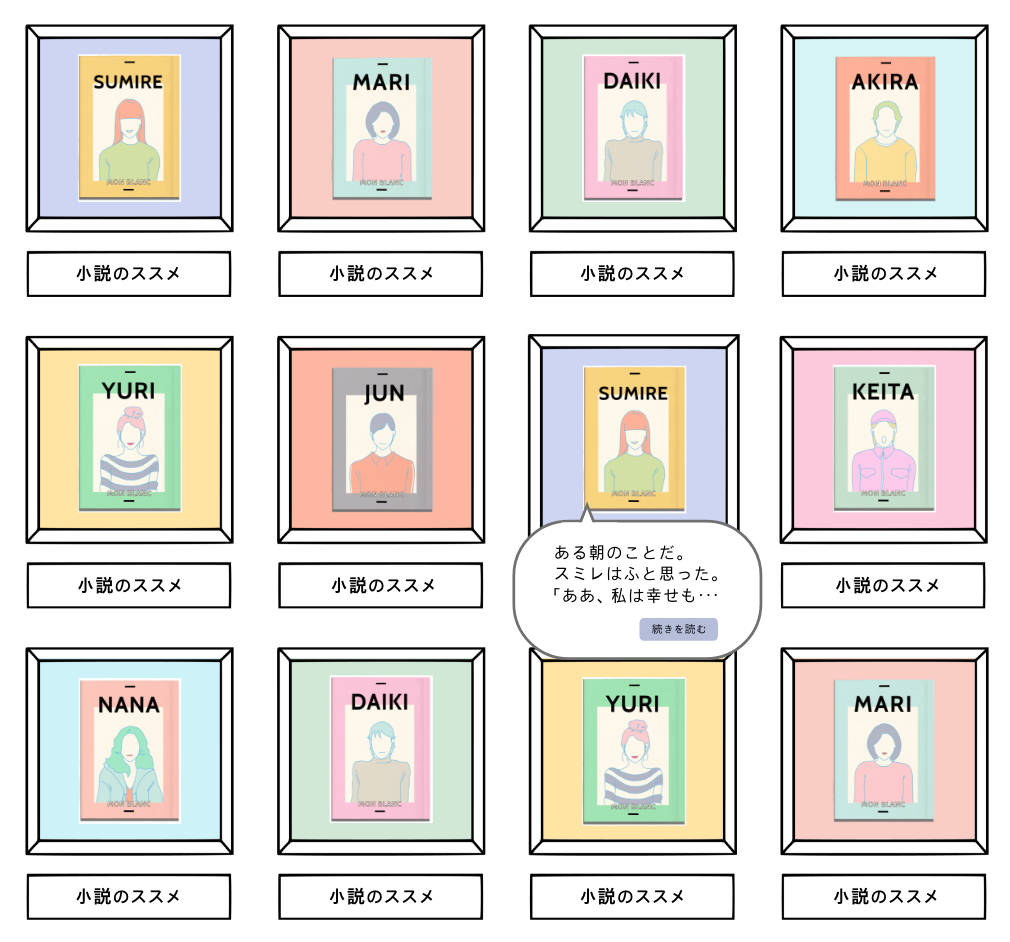 SUMIRE
MON BLANC
小説のススメ
MARI
MON BLANC
小説のススメ
DAIKI
MON BLANC
小説のススメ
AKIRA
MON BLANC
小説のススメ
YURI
MON BLANC
小説のススメ
JUN
MON BLANC
小説のススメ
SUMIRE
MON BLANC
ある朝のことだ。
スミレはふと思った。
「ああ、私は幸せも･･･
続きを読む
KEITA
MON BLANC
小説のススメ
NANA
MON BLANC
小説のススメ
DAIKI
MON BLANC
小説のススメ
YURI
MON BLANC
小説のススメ
MARI
MON BLANC
小説のススメ